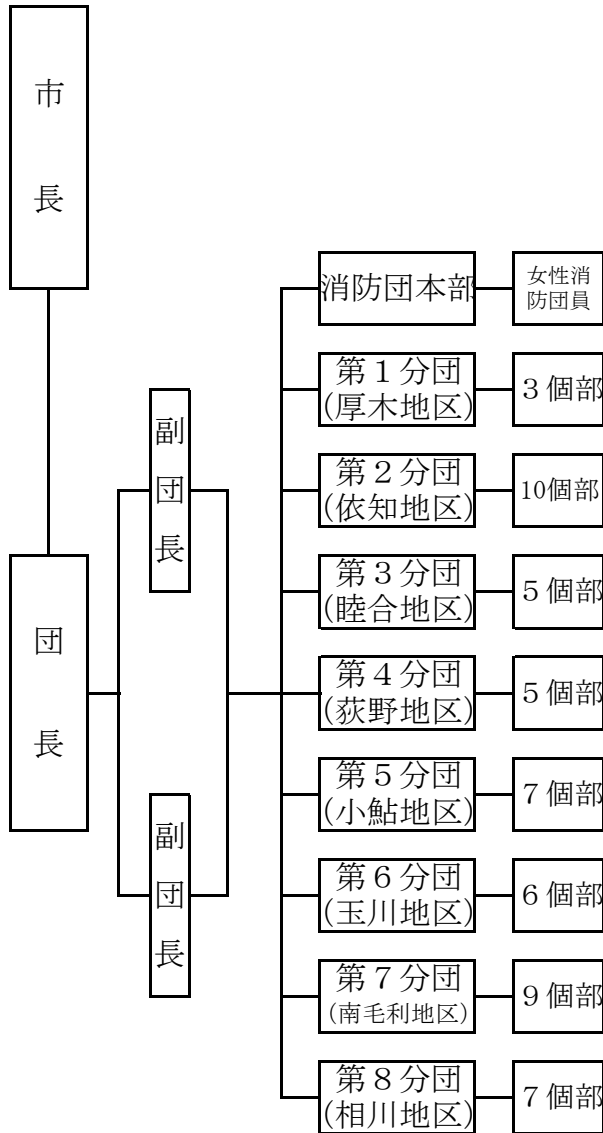 市長
団長
副団長
副団長
消防団本部
女性消
防団員
第１分団
(厚木地区)
３個部
第２分団
(依知地区)
10個部
第３分団
(睦合地区)
５個部
第４分団
(荻野地区)
５個部
第５分団
(小鮎地区)
７個部
第６分団
(玉川地区)
６個部
第７分団
(南毛利地区)
９個部
第８分団
(相川地区)
７個部